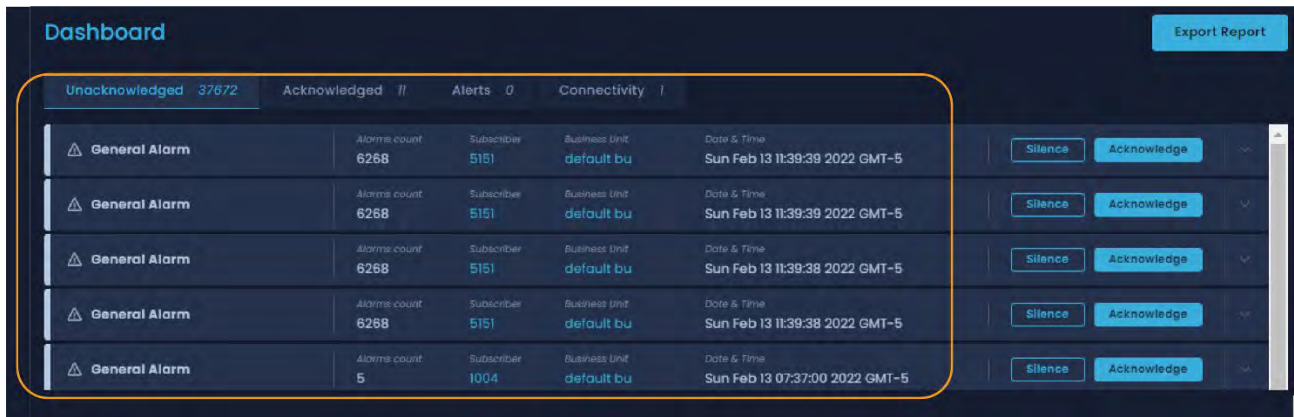 Dashboard
Export Report
Unacknowledged 37672 Acknowledged 11 Alerts 0 Connectivity 1
Alarms count Subscriber Business Unit Date & Time
General Alarm 6268 5151 default bu Sun Feb 13 11:39:39 2022 GMT-5 Silence Acknowledge
Alarms count Subscriber Business Unit Date & Time
General Alarm 6268 5151 default bu Sun Feb 13 11:39:39 2022 GMT-5 Silence Acknowledge
Alarms count Subscriber Business Unit Date & Time
General Alarm 6268 5151 default bu Sun Feb 13 11:39:38 2022 GMT-5 Silence Acknowledge
Alarms count Subscriber Business Unit Date & Time
General Alarm 6268 5151 default bu Sun Feb 13 11:39:38 2022 GMT-5 Silence Acknowledge
Alarms count Subscriber Business Unit Date & Time
General Alarm 5 1004 default bu Sun Feb 13 07:37:00 2022 GMT-5 Silence Acknowledge